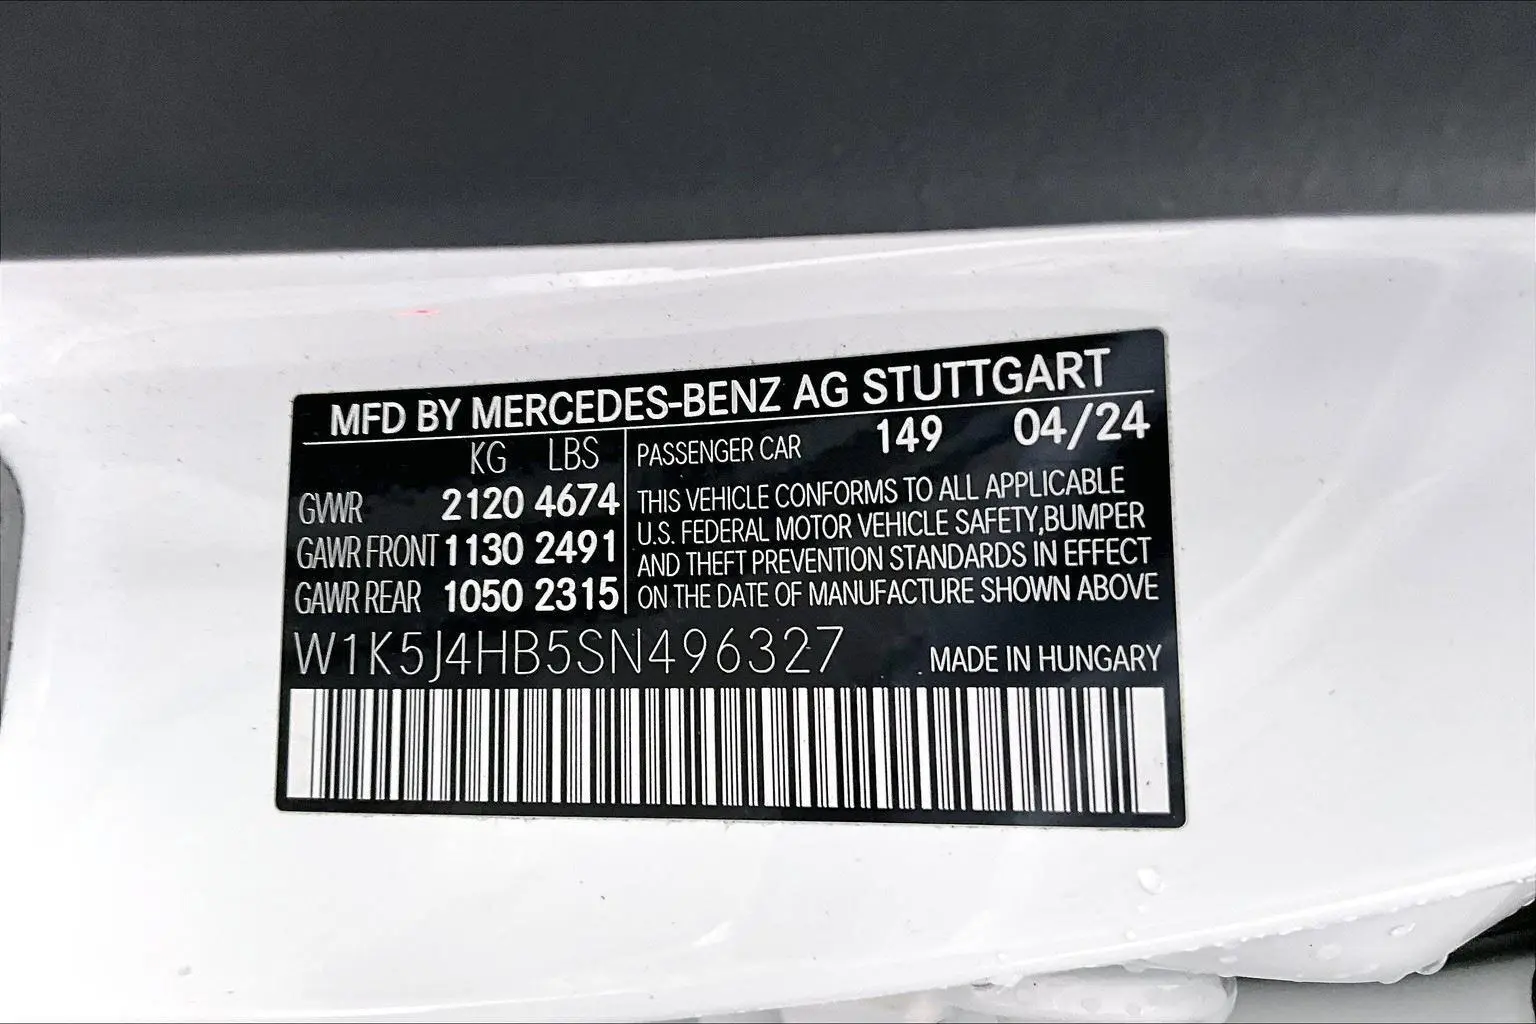 MFD BY MERCEDES-BENZ AG STUTTGART
KG LBS
GVWR 2120 4674
GAWR FRONT 1130 2491
GAWR REAR 1050 2315
PASSENGER CAR 149 04/24
THIS VEHICLE CONFORMS TO ALL APPLICABLE
U.S. FEDERAL MOTOR VEHICLE SAFETY,BUMPER
AND THEFT PREVENTION STANDARDS IN EFFECT
ON THE DATE OF MANUFACTURE SHOWN ABOVE
W1K5J4HB5SN496327
MADE IN HUNGARY